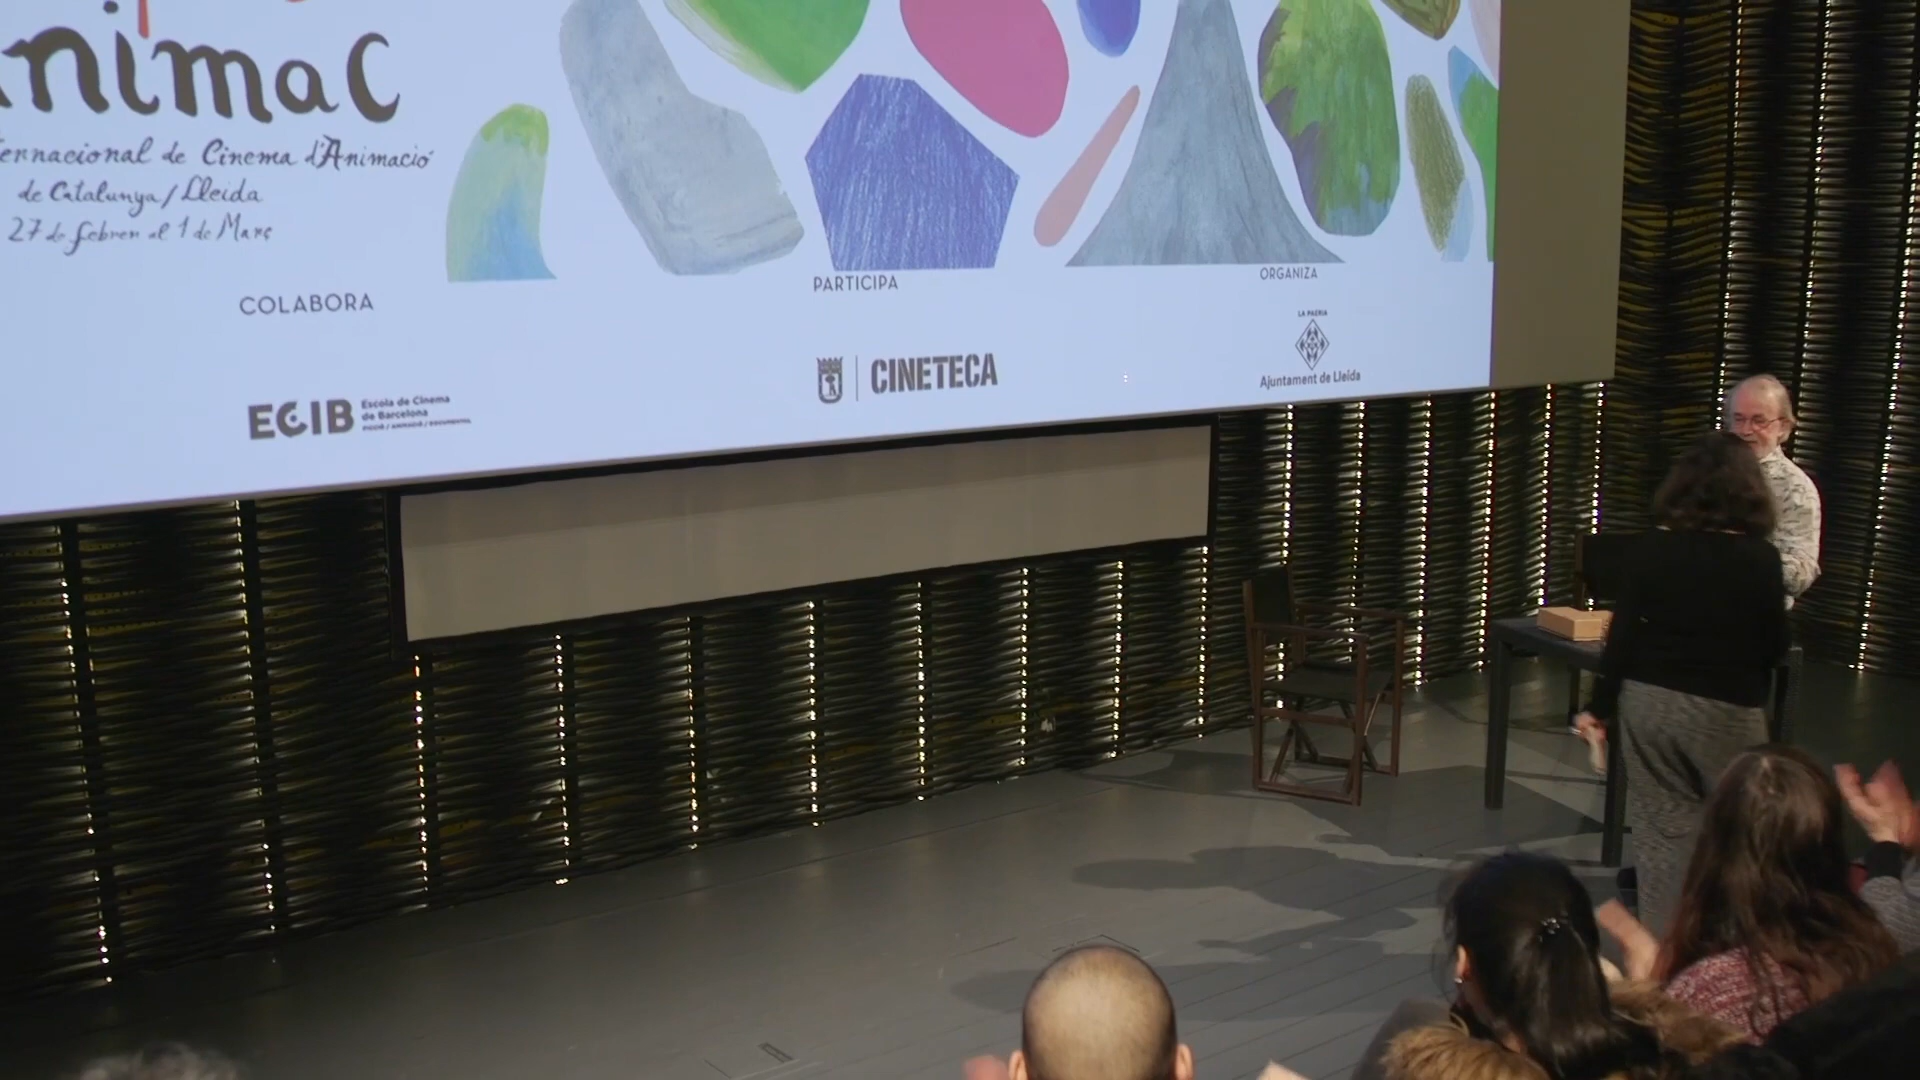 nimac
ternacional de Cinema d'Animació
de Catalunya / Lleida
27 de febrer al 1 de Març
COLABORA
PARTICIPA
ORGANIZA
ECIB
Escola de Cinema
de Barcelona
CINETECA
LA PAERIA
Ajuntament de Lleida